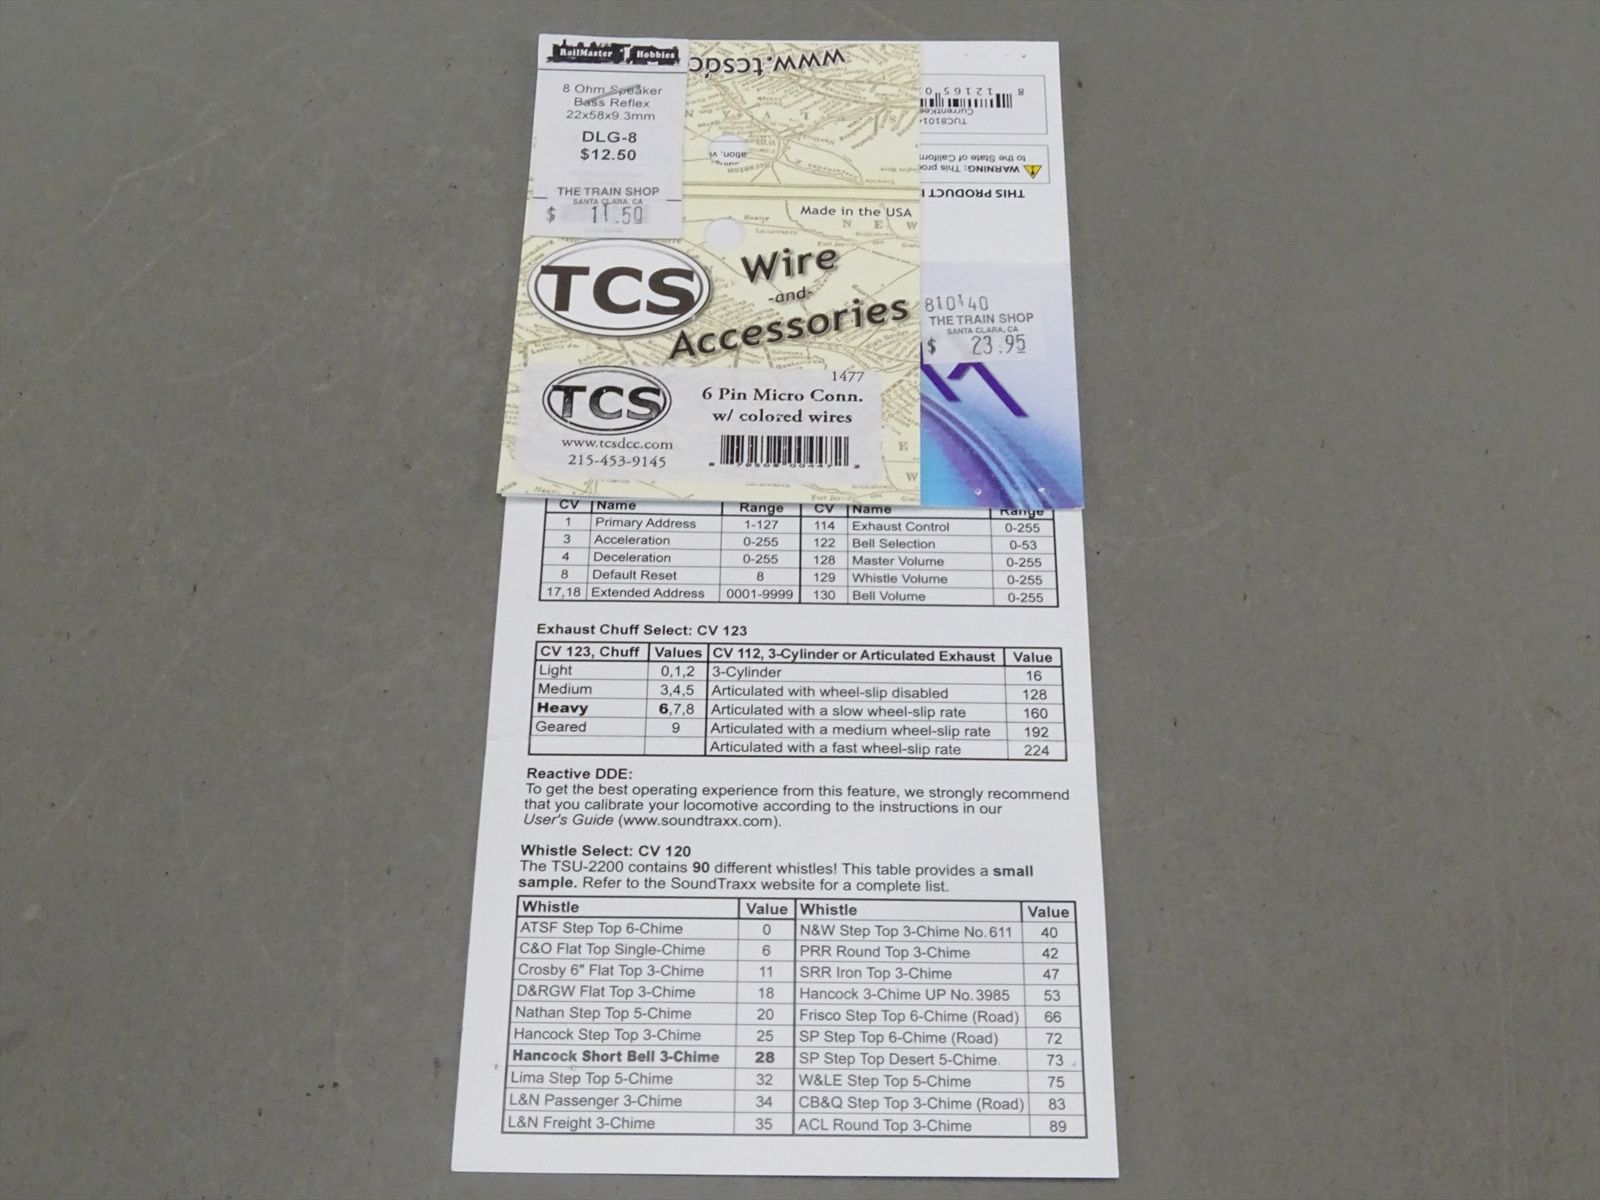 RailMaster Hobbies
8 Ohm Speaker
Bass Reflex
22x58x9.3mm
DLG-8
$12.50
THE TRAIN SHOP
SANTA CLARA, CA
$ 11.50
www.tcsdc
Made in the USA
TCS
Wire
-and-
Accessories
1477
TCS
6 Pin Micro Conn.
w/ colored wires
www.tcsdcc.com
215-453-9145
8 12165 0
TUC8101
CurrentKee
WARNING: This prod
to the State of California
THIS PRODUCT
810140
THE TRAIN SHOP
SANTA CLARA, CA
$ 23.95
CV Name Range CV Name Range
1 Primary Address 1-127 114 Exhaust Control 0-255
3 Acceleration 0-255 122 Bell Selection 0-53
4 Deceleration 0-255 128 Master Volume 0-255
8 Default Reset 8 129 Whistle Volume 0-255
17,18 Extended Address 0001-9999 130 Bell Volume 0-255
Exhaust Chuff Select: CV 123
CV 123, Chuff Values CV 112, 3-Cylinder or Articulated Exhaust Value
Light 0,1,2 3-Cylinder 16
Medium 3,4,5 Articulated with wheel-slip disabled 128
Heavy 6,7,8 Articulated with a slow wheel-slip rate 160
Geared 9 Articulated with a medium wheel-slip rate 192
Articulated with a fast wheel-slip rate 224
Reactive DDE:
To get the best operating experience from this feature, we strongly recommend
that you calibrate your locomotive according to the instructions in our
User's Guide (www.soundtraxx.com).
Whistle Select: CV 120
The TSU-2200 contains 90 different whistles! This table provides a small
sample. Refer to the SoundTraxx website for a complete list.
Whistle Value Whistle Value
ATSF Step Top 6-Chime 0 N&W Step Top 3-Chime No.611 40
C&O Flat Top Single-Chime 6 PRR Round Top 3-Chime 42
Crosby 6" Flat Top 3-Chime 11 SRR Iron Top 3-Chime 47
D&RGW Flat Top 3-Chime 18 Hancock 3-Chime UP No.3985 53
Nathan Step Top 5-Chime 20 Frisco Step Top 6-Chime (Road) 66
Hancock Step Top 3-Chime 25 SP Step Top 6-Chime (Road) 72
Hancock Short Bell 3-Chime 28 SP Step Top Desert 5-Chime 73
Lima Step Top 5-Chime 32 W&LE Step Top 5-Chime 75
L&N Passenger 3-Chime 34 CB&Q Step Top 3-Chime (Road) 83
L&N Freight 3-Chime 35 ACL Round Top 3-Chime 89